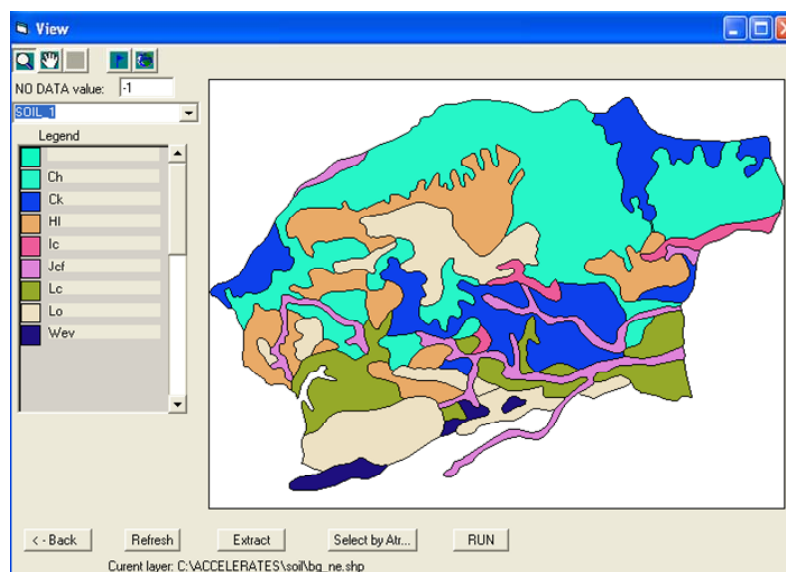 View
NO DATA value: -1
SOIL_1
Legend
Ch
Ck
Hl
Ic
Jcf
Lc
Lo
Wev
<- Back Refresh Extract Select by Atr... RUN
Curent layer: C:\ACCELERATES\soil\bg_ne.shp